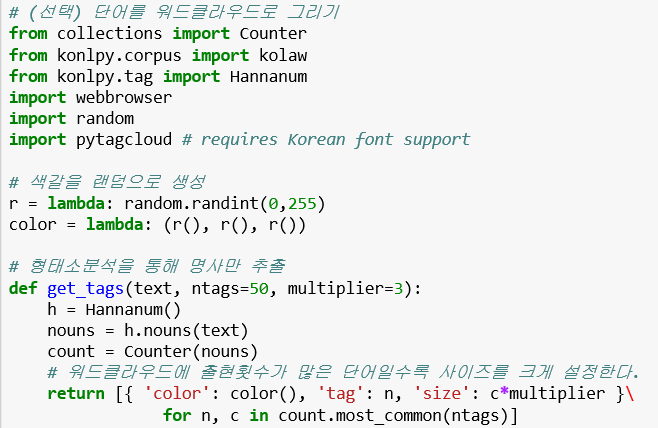 # (선택) 단어를 워드클라우드로 그리기
from collections import Counter
from konlpy.corpus import kolaw
from konlpy.tag import Hannanum
import webbrowser
import random
import pytagcloud # requires Korean font support

# 색깔을 랜덤으로 생성
r = lambda: random.randint(0,255)
color = lambda: (r(), r(), r())

# 형태소분석을 통해 명사만 추출
def get_tags(text, ntags=50, multiplier=3):
    h = Hannanum()
    nouns = h.nouns(text)
    count = Counter(nouns)
    # 워드클라우드에 출현횟수가 많은 단어일수록 사이즈를 크게 설정한다.
    return [{ 'color': color(), 'tag': n, 'size': c*multiplier }\
                for n, c in count.most_common(ntags)]